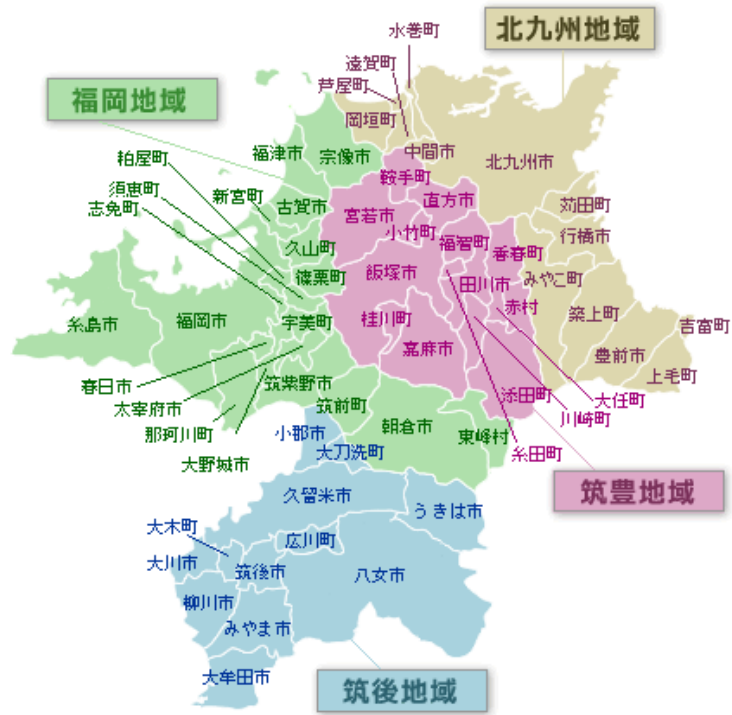 水巻町
北九州地域
遠賀町
芦屋町
福岡地域
岡垣町
福津市
宗像市
中間市
北九州市
粕屋町
須恵町
志免町
新宮町
古賀市
鞍手町
直方市
宮若市
小竹町
福智町
苅田町
行橋市
久山町
香春町
篠栗町
飯塚市
田川市
みやこ町
赤村
糸島市
福岡市
宇美町
桂川町
嘉麻市
築上町
吉富町
豊前市
上毛町
春日市
太宰府市
那珂川町
大野城市
筑紫野市
筑前町
朝倉市
添田町
東峰村
大任町
川崎町
糸田町
小郡市
大刀洗町
筑豊地域
久留米市
うきは市
大木町
広川町
大川市
筑後市
八女市
柳川市
みやま市
大牟田市
筑後地域